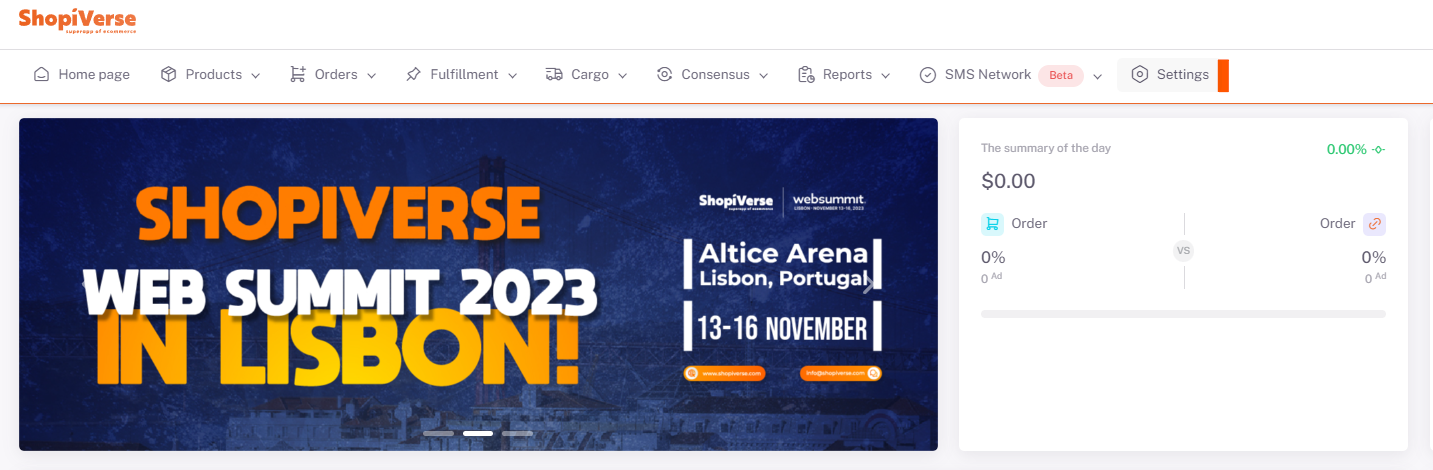 ShopiVerse
superapp of ecommerce
Home page Products Orders Fulfillment Cargo Consensus Reports SMS Network Beta Settings
SHOPIVERSE
WEB SUMMIT 2023
IN LISBON!
ShopiVerse
superapp of ecommerce
websummit
LISBON · NOVEMBER 13-16, 2023
Altice Arena
Lisbon, Portugal
13-16 NOVEMBER
www.shopiverse.com
info@shopiverse.com
The summary of the day
0.00%
$0.00
Order
VS
Order
0%
0%
0 Ad
0 Ad